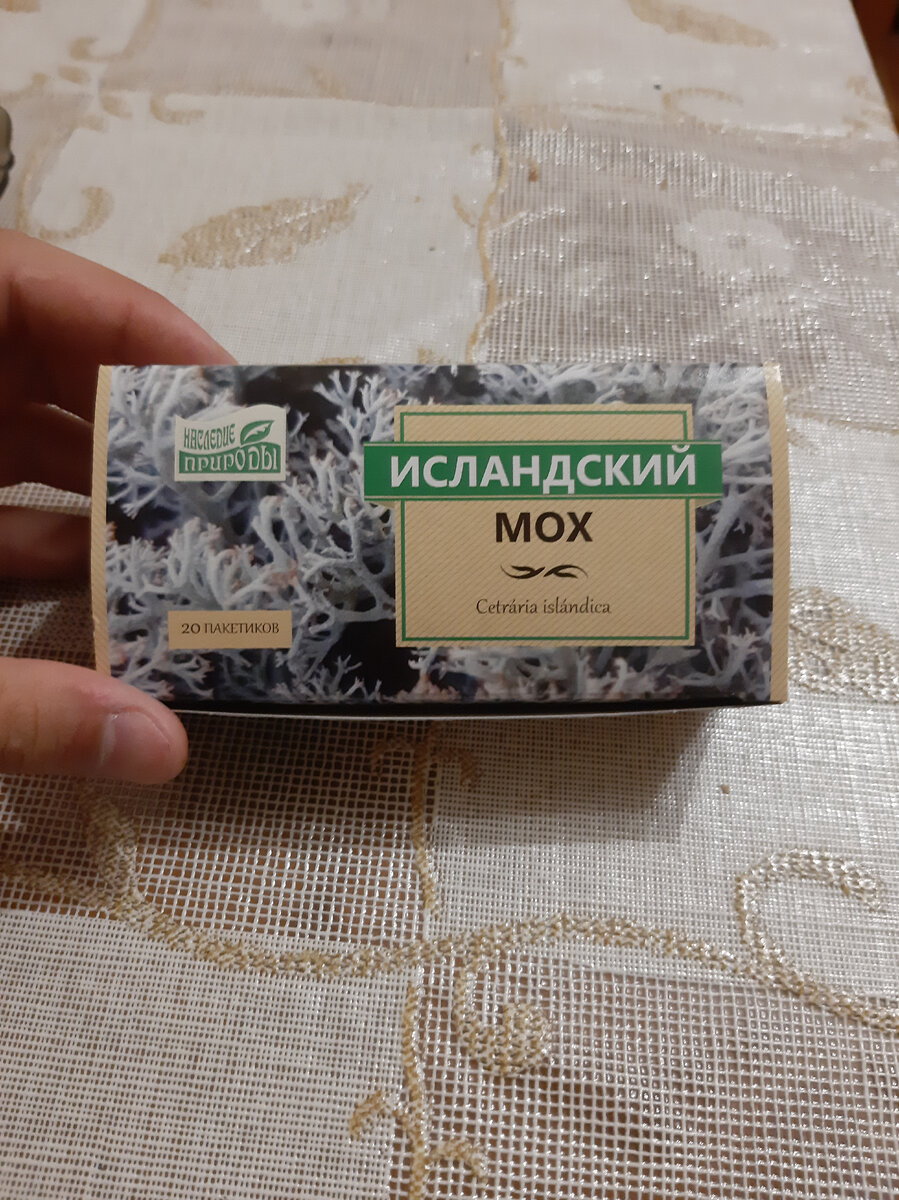 НАСЛЕДИЕ
ПРИРОДЫ
ИСЛАНДСКИЙ
МОХ
Cetrária islándica
20 ПАКЕТИКОВ